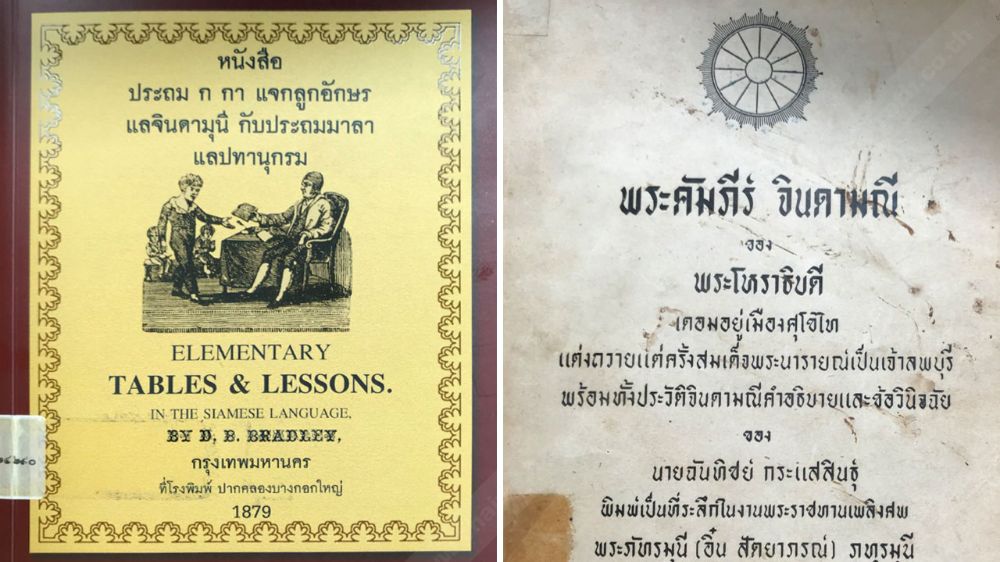 หนังสือ
ประถม ก กา แจกลูกอักษร
แลจินดามุนี กับประถมมาลา
แลปทานุกรม
ELEMENTARY
TABLES & LESSONS.
IN THE SIAMESE LANGUAGE,
BY D. B. BRADLEY,
กรุงเทพมหานคร
ที่โรงพิมพ์ ปากคลองบางกอกใหญ่
1879
พระคัมภีร์ จินดามณี
ของ
พระโหราธิบดี
เดอมอยู่เมืองสุโขไท
แต่งถวายแต่ครั้งสมเด็จพระนารายณ์เป็นเจ้าลพบุรี
พร้อมทั้งประวัติจินดามณีคำอธิบายและข้อวินิจฉัย
ของ
นายฉันทิชย์ กระแสสินธุ์
พิมพ์เป็นที่ระลึกในงานพระราชทานเพลิงศพ
พระภัทรมุนี (อิ๋น สัตยาภรณ์) ภทฺรมุนี